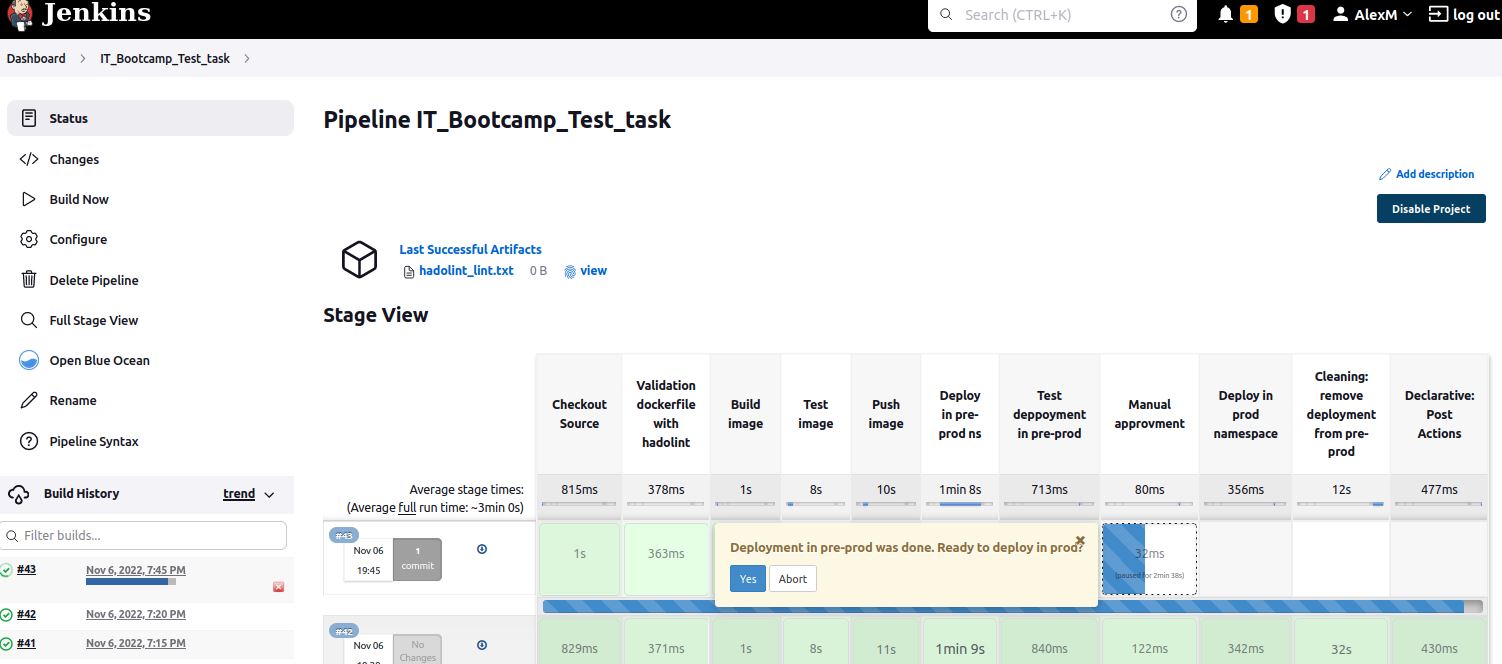 Jenkins
Search (CTRL+K)
1
1
AlexM
log out
Dashboard
IT_Bootcamp_Test_task
Status
Changes
Build Now
Configure
Delete Pipeline
Full Stage View
Open Blue Ocean
Rename
Pipeline Syntax
Build History
trend
Filter builds...
#43
Nov 6, 2022, 7:45 PM
#42
Nov 6, 2022, 7:20 PM
#41
Nov 6, 2022, 7:15 PM
Pipeline IT_Bootcamp_Test_task
Add description
Disable Project
Last Successful Artifacts
hadolint_lint.txt 0 B view
Stage View
Checkout
Source
Validation
dockerfile
with
hadolint
Build
image
Test
image
Push
image
Deploy
in pre-
prod ns
Test
deppoyment
in pre-prod
Manual
approvment
Deploy in
prod
namespace
Cleaning:
remove
deployment
from pre-
prod
Declarative:
Post
Actions
Average stage times:
(Average full run time: ~3min 0s)
815ms
378ms
1s
8s
10s
1min 8s
713ms
80ms
356ms
12s
477ms
#43
Nov 06
19:45
1
commit
1s
363ms
Deployment in pre-prod was done. Ready to deploy in prod?
Yes
Abort
32ms
(paused for 2min 38s)
#42
Nov 06
No
Changes
829ms
371ms
1s
8s
11s
1min 9s
840ms
122ms
342ms
32s
430ms